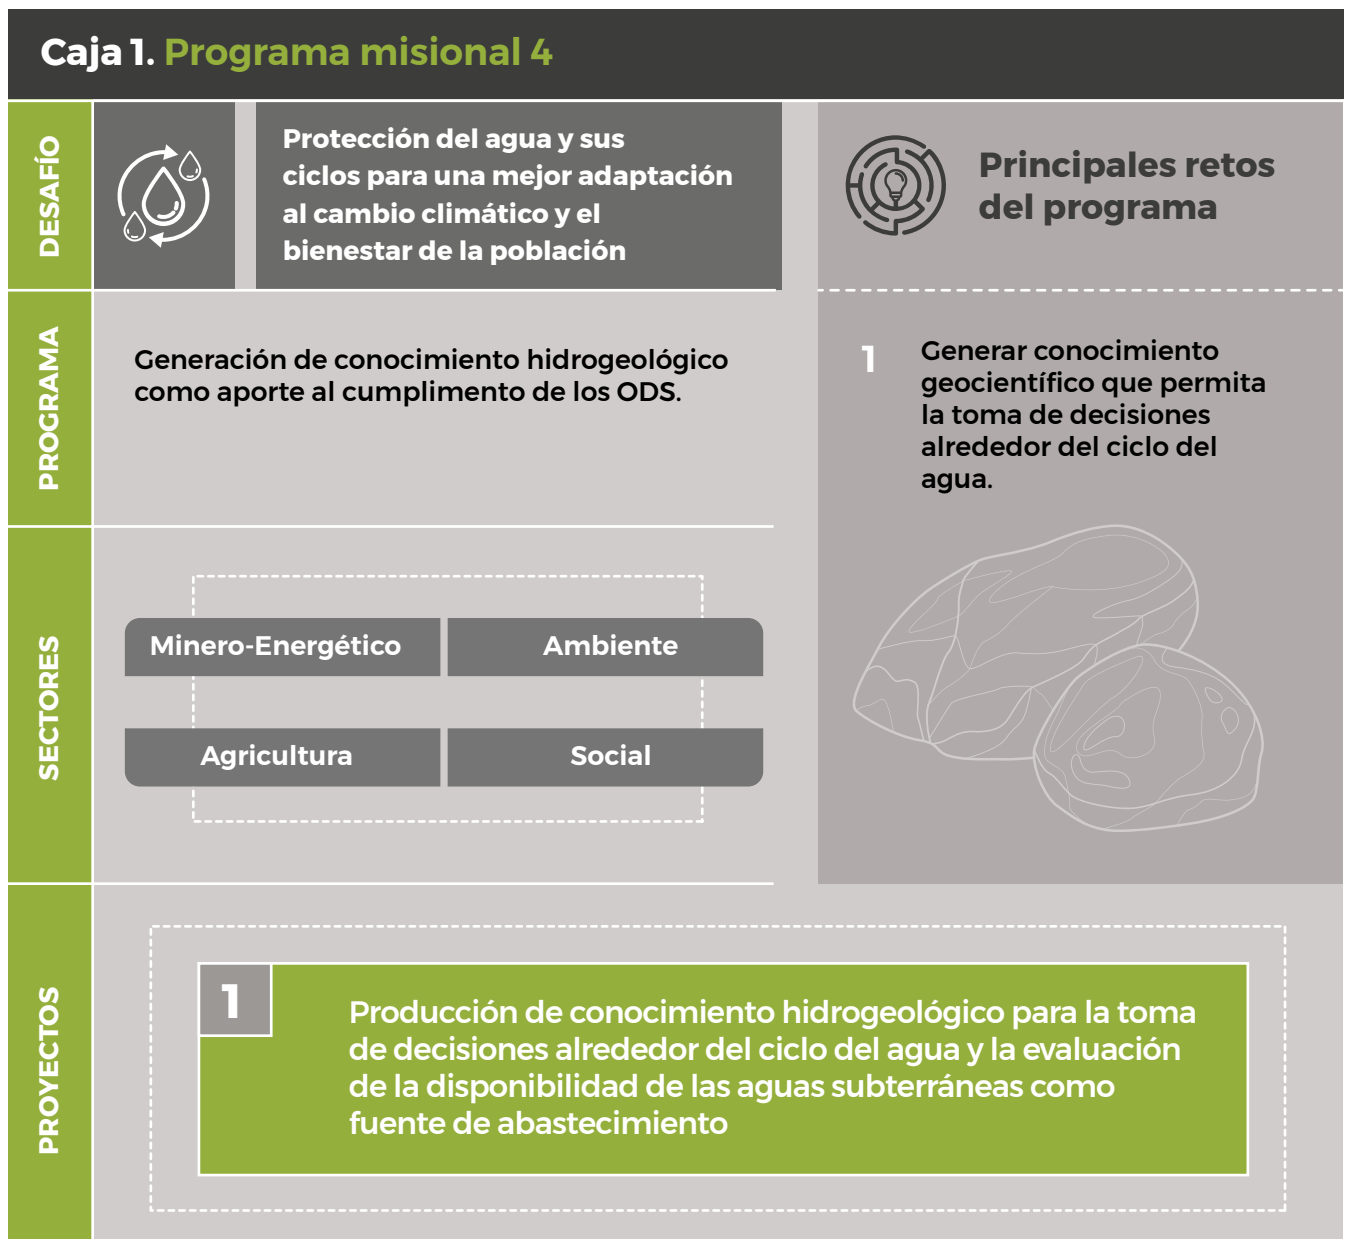 Caja 1. Programa misional 4
DESAFÍO
Protección del agua y sus
ciclos para una mejor adaptación
al cambio climático y el
bienestar de la población
Principales retos
del programa
PROGRAMA
Generación de conocimiento hidrogeológico
como aporte al cumplimento de los ODS.
1
Generar conocimiento
geocientífico que permita
la toma de decisiones
alrededor del ciclo del
agua.
SECTORES
Minero-Energético
Ambiente
Agricultura
Social
PROYECTOS
1
Producción de conocimiento hidrogeológico para la toma
de decisiones alrededor del ciclo del agua y la evaluación
de la disponibilidad de las aguas subterráneas como
fuente de abastecimiento